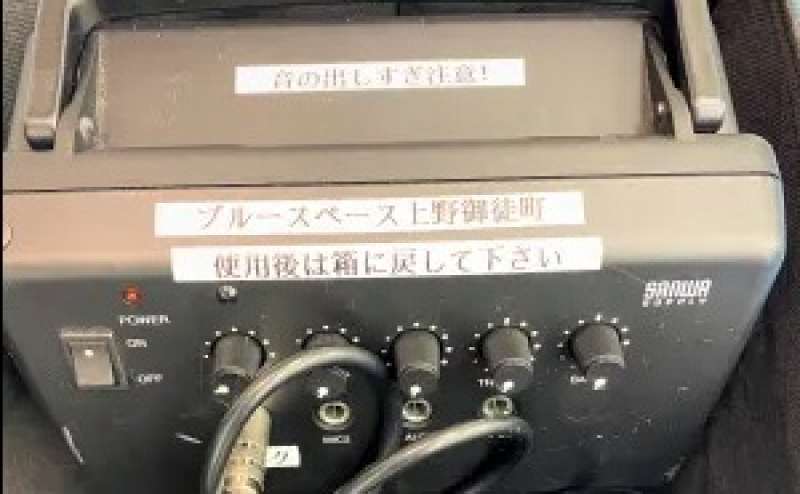 音の出しすぎ注意!
ブルースペース上野御徒町
使用後は箱に戻して下さい
SANWA
SUPPLY
POWER
ON
OFF